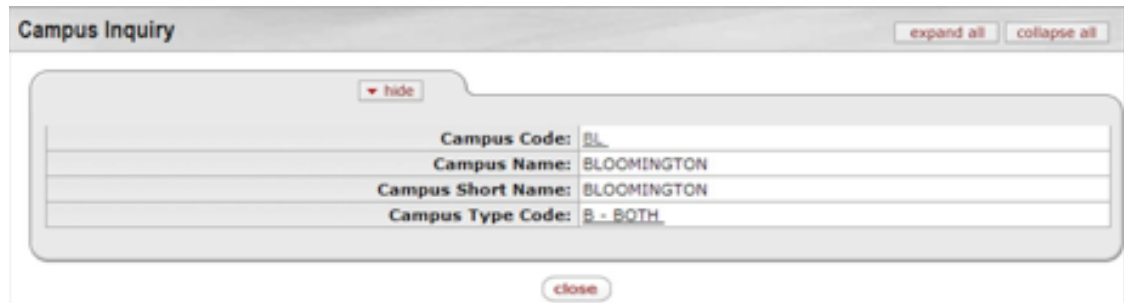 Campus Inquiry expand all collapse all
hide
Campus Code: BL
Campus Name: BLOOMINGTON
Campus Short Name: BLOOMINGTON
Campus Type Code: B - BOTH
close